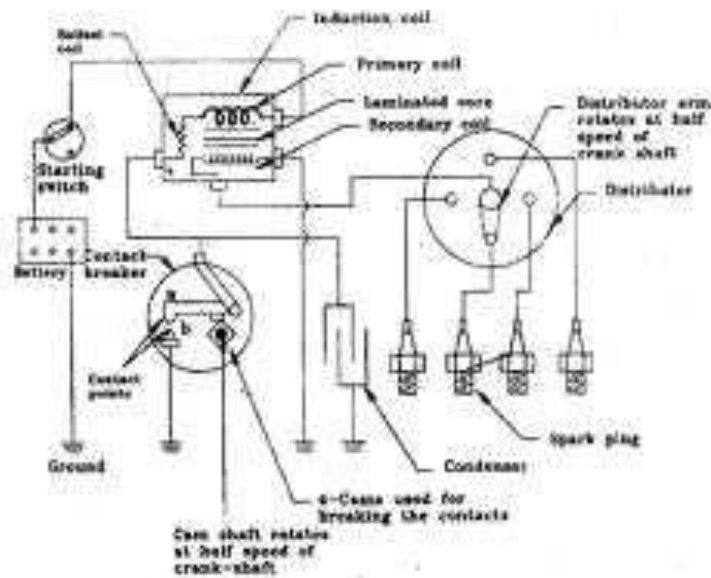 Induction coil
Ballast
coil
Primary coil
Laminated core
Secondary coil
Distributor arm
rotates at half
speed of
crank shaft
Starting
switch
Distributor
Battery
Contact
breaker
a
b
Contact
points
Spark plug
Ground
Condenser
4-Cams used for
breaking the contacts
Cam shaft rotates
at half speed of
crank-shaft